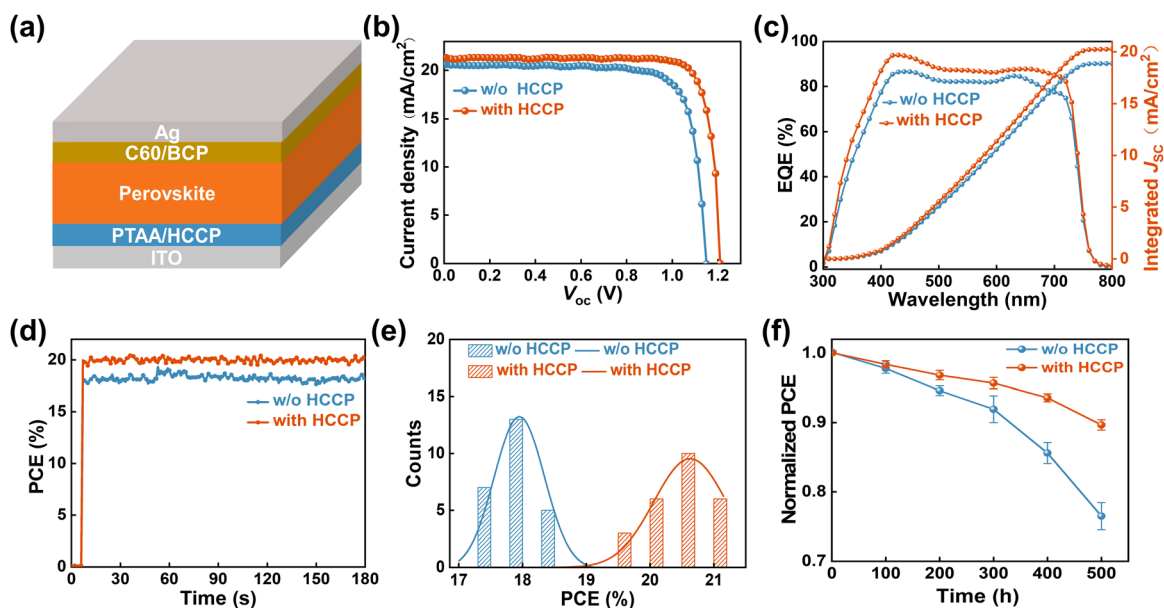 (a)
Ag
C60/BCP
Perovskite
PTAA/HCCP
ITO
(b)
Current density (mA/cm²)
25
20
15
10
5
0
0.0 0.2 0.4 0.6 0.8 1.0 1.2
Voc (V)
w/o HCCP
with HCCP
(c)
EQE (%)
100
80
60
40
20
0
300 400 500 600 700 800
Wavelength (nm)
w/o HCCP
with HCCP
20
15
10
5
0
Integrated JSC (mA/cm²)
(d)
PCE (%)
25
20
15
10
5
0
0 30 60 90 120 150 180
Time (s)
w/o HCCP
with HCCP
(e)
Counts
20
15
10
5
0
17 18 19 20 21
PCE (%)
w/o HCCP w/o HCCP
with HCCP with HCCP
(f)
Normalized PCE
1.0
0.9
0.8
0.7
0 100 200 300 400 500
Time (h)
w/o HCCP
with HCCP